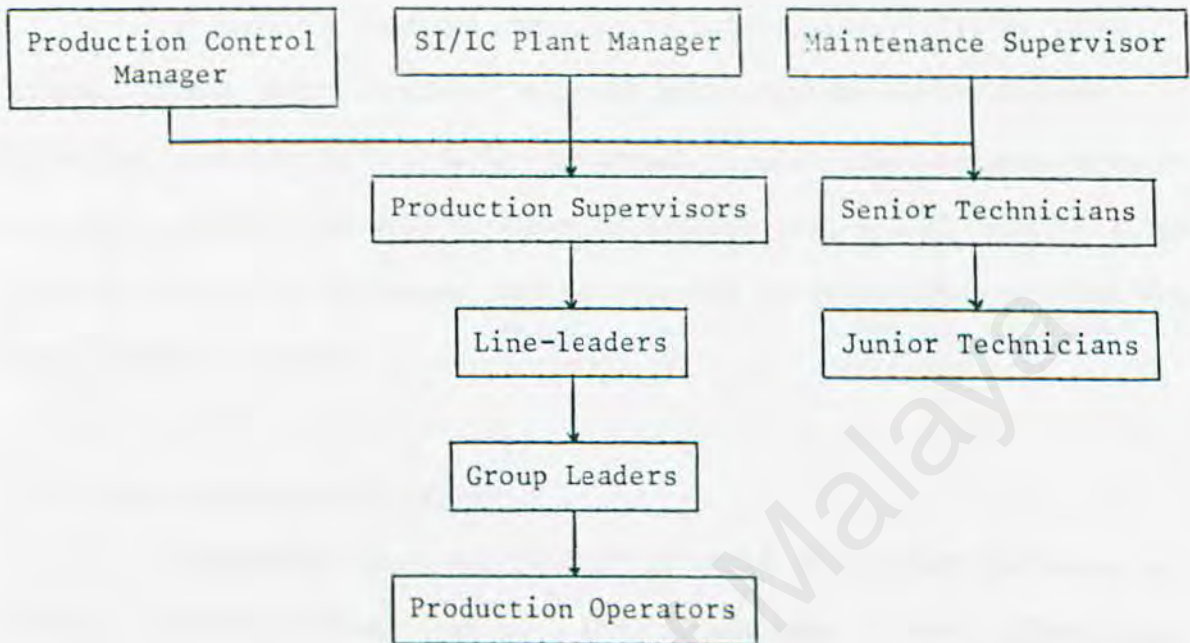 Production Control
Manager
SI/IC Plant Manager
Maintenance Supervisor
Production Supervisors
Senior Technicians
Line-leaders
Junior Technicians
Group Leaders
Production Operators
Malaya